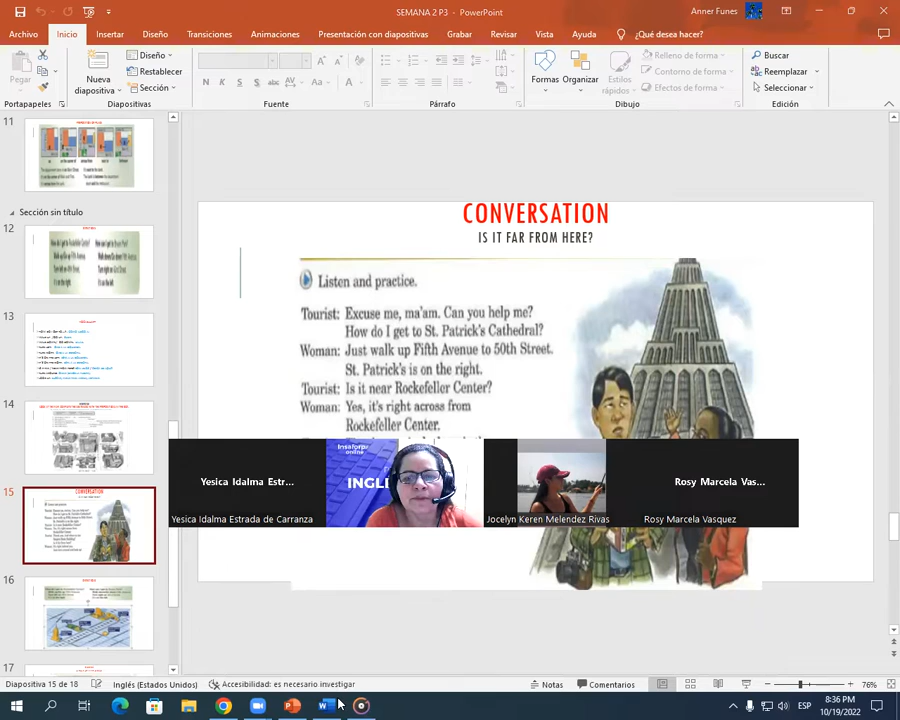 SEMANA 2 P3 - PowerPoint
Anner Funes
Archivo Inicio Insertar Diseño Transiciones Animaciones Presentación con diapositivas Grabar Revisar Vista Ayuda ¿Qué desea hacer?
Pegar
Nueva diapositiva
Diseño
Restablecer
Sección
Formas
Organizar
Estilos rápidos
Relleno de forma
Contorno de forma
Efectos de forma
Buscar
Reemplazar
Seleccionar
Portapapeles Diapositivas Fuente Párrafo Dibujo Edición
11
Sección sin título
12
13
14
15
CONVERSATION
16
17
CONVERSATION
IS IT FAR FROM HERE?
Listen and practice.
Tourist: Excuse me, ma'am. Can you help me?
How do I get to St. Patrick's Cathedral?
Woman: Just walk up Fifth Avenue to 50th Street.
St. Patrick's is on the right.
Tourist: Is it near Rockefeller Center?
Woman: Yes, it's right across from
Rockefeller Center.
Yesica Idalma Estr...
Yesica Idalma Estrada de Carranza
Insaforp
online
INGLE
Jocelyn Keren Melendez Rivas
Rosy Marcela Vas...
Rosy Marcela Vasquez
Diapositiva 15 de 18
Inglés (Estados Unidos)
Accesibilidad: es necesario investigar
Notas
Comentarios
76%
ESP
8:36 PM
10/19/2022